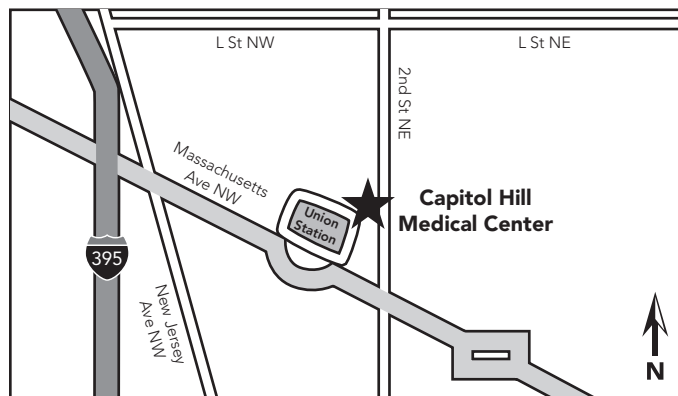 L St NW
L St NE
2nd St NE
Massachusetts
Ave NW
Capitol Hill
Medical Center
Union
Station
395
New Jersey
Ave NW
N